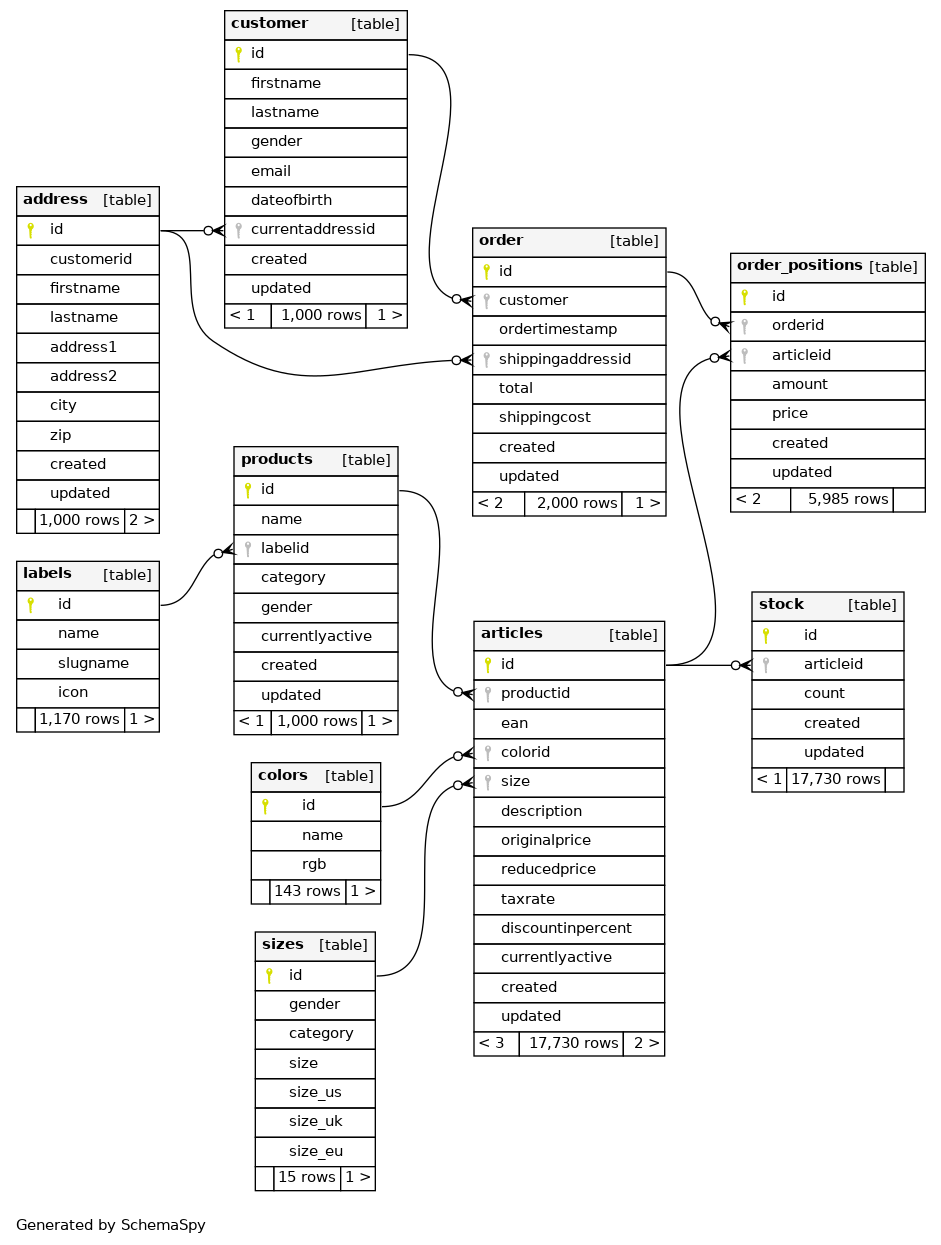 customer [table]
id
firstname
lastname
gender
email
dateofbirth
currentaddressid
created
updated
< 1 1,000 rows 1 >
address [table]
id
customerid
firstname
lastname
address1
address2
city
zip
created
updated
1,000 rows 2 >
order [table]
id
customer
ordertimestamp
shippingaddressid
total
shippingcost
created
updated
< 2 2,000 rows 1 >
order_positions [table]
id
orderid
articleid
amount
price
created
updated
< 2 5,985 rows
products [table]
id
name
labelid
category
gender
currentlyactive
created
updated
< 1 1,000 rows 1 >
labels [table]
id
name
slugname
icon
1,170 rows 1 >
articles [table]
id
productid
ean
colorid
size
description
originalprice
reducedprice
taxrate
discountinpercent
currentlyactive
created
updated
< 3 17,730 rows 2 >
stock [table]
id
articleid
count
created
updated
< 1 17,730 rows
colors [table]
id
name
rgb
143 rows 1 >
sizes [table]
id
gender
category
size
size_us
size_uk
size_eu
15 rows 1 >
Generated by SchemaSpy